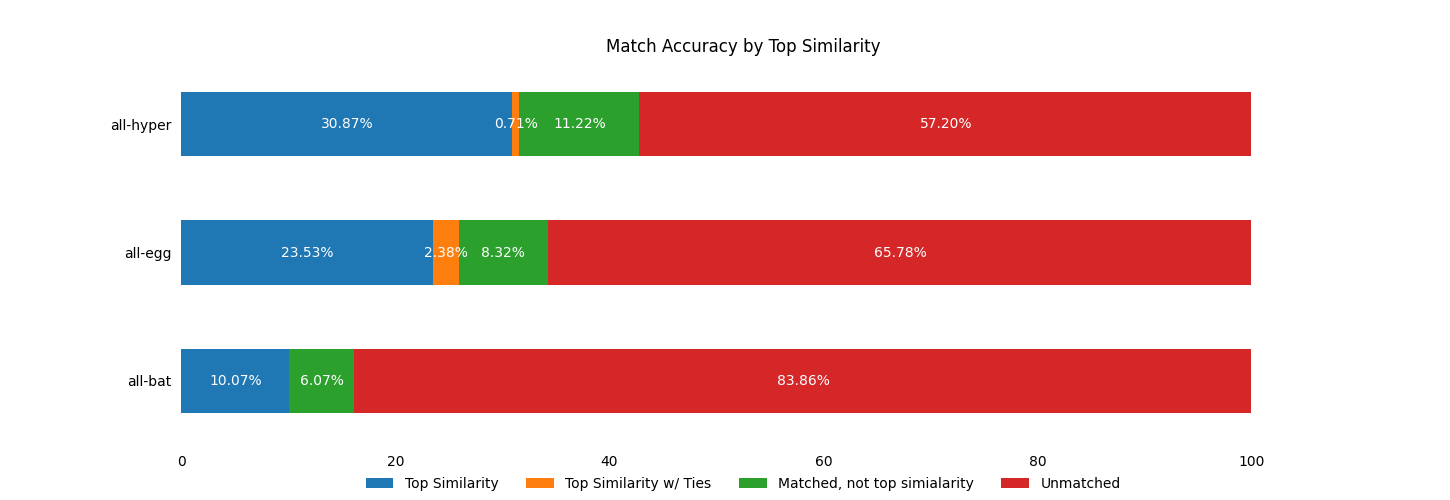 Match Accuracy by Top Similarity
all-hyper 30.87% 0.71% 11.22% 57.20%
all-egg 23.53% 2.38% 8.32% 65.78%
all-bat 10.07% 6.07% 83.86%
0 20 40 60 80 100
Top Similarity Top Similarity w/ Ties Matched, not top simialarity Unmatched